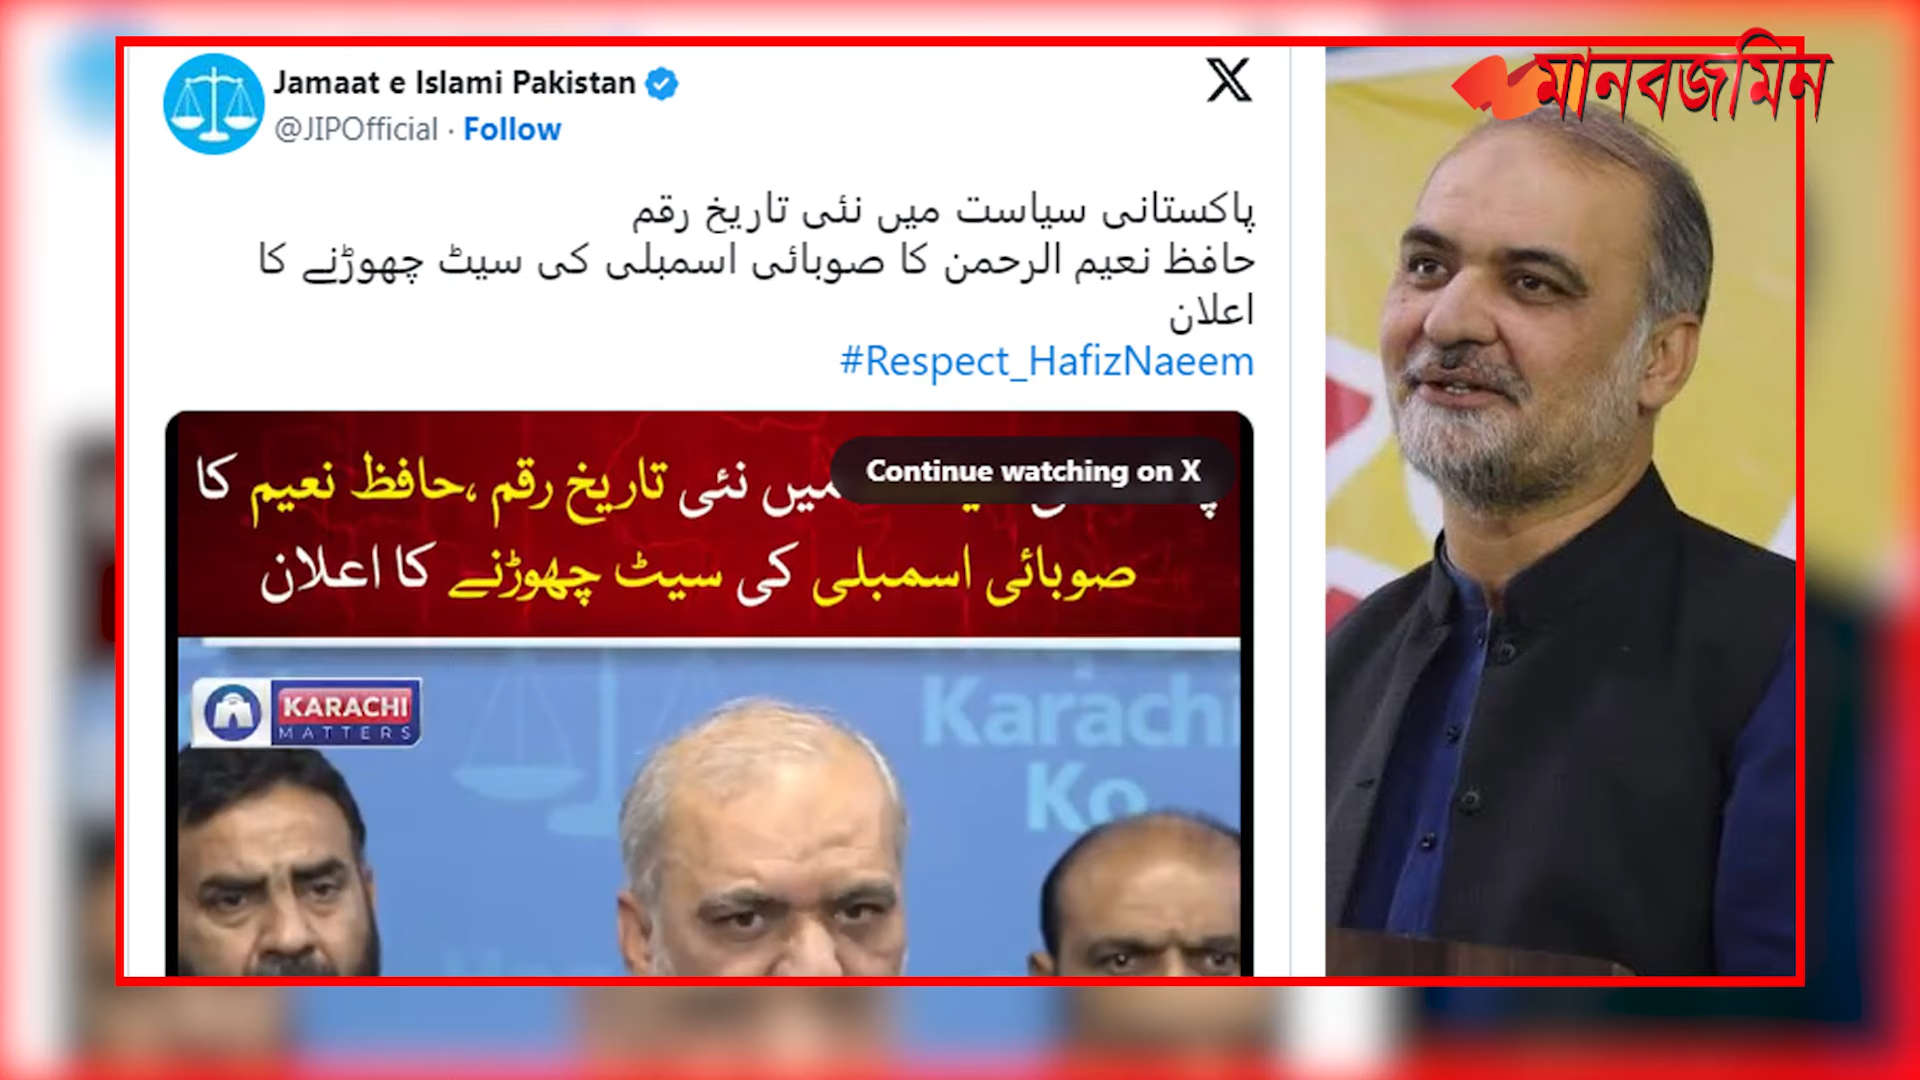 মানবজমিন
Jamaat e Islami Pakistan
@JIPOfficial · Follow
پاکستانی سیاست میں نئی تاریخ رقم
حافظ نعیم الرحمن کا صوبائی اسمبلی کی سیٹ چھوڑنے کا
اعلان
#Respect_HafizNaeem
Continue watching on X
میں نئی تاریخ رقم ،حافظ نعیم کا
صوبائی اسمبلی کی سیٹ چھوڑنے کا اعلان
KARACHI
MATTERS
Karachi
Ko